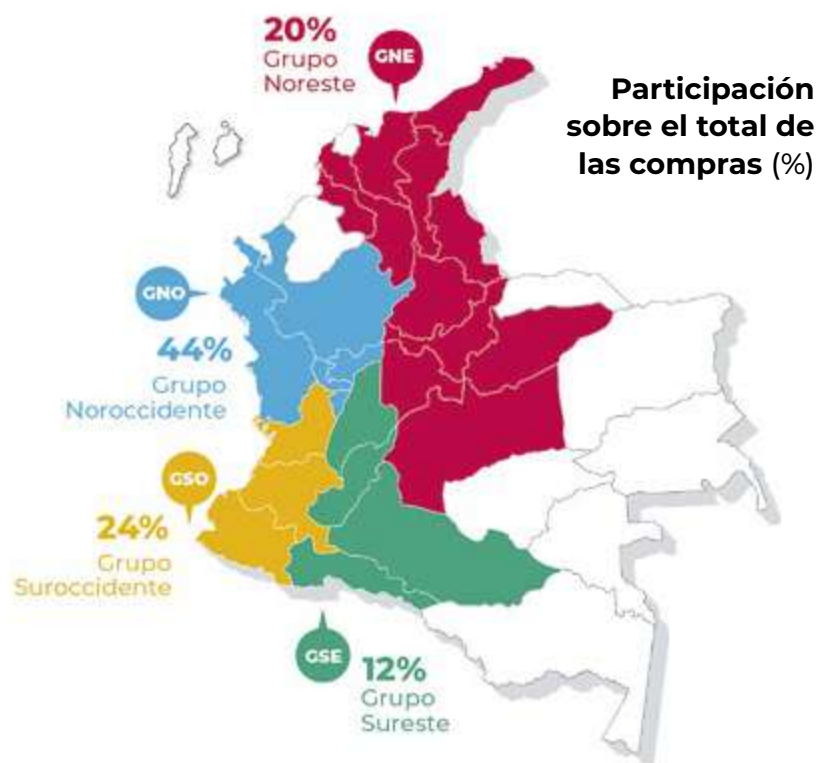 20%
Grupo
Noreste
GNE
Participación
sobre el total de
las compras (%)
GNO
44%
Grupo
Noroccidente
GSO
24%
Grupo
Suroccidente
GSE
12%
Grupo
Sureste